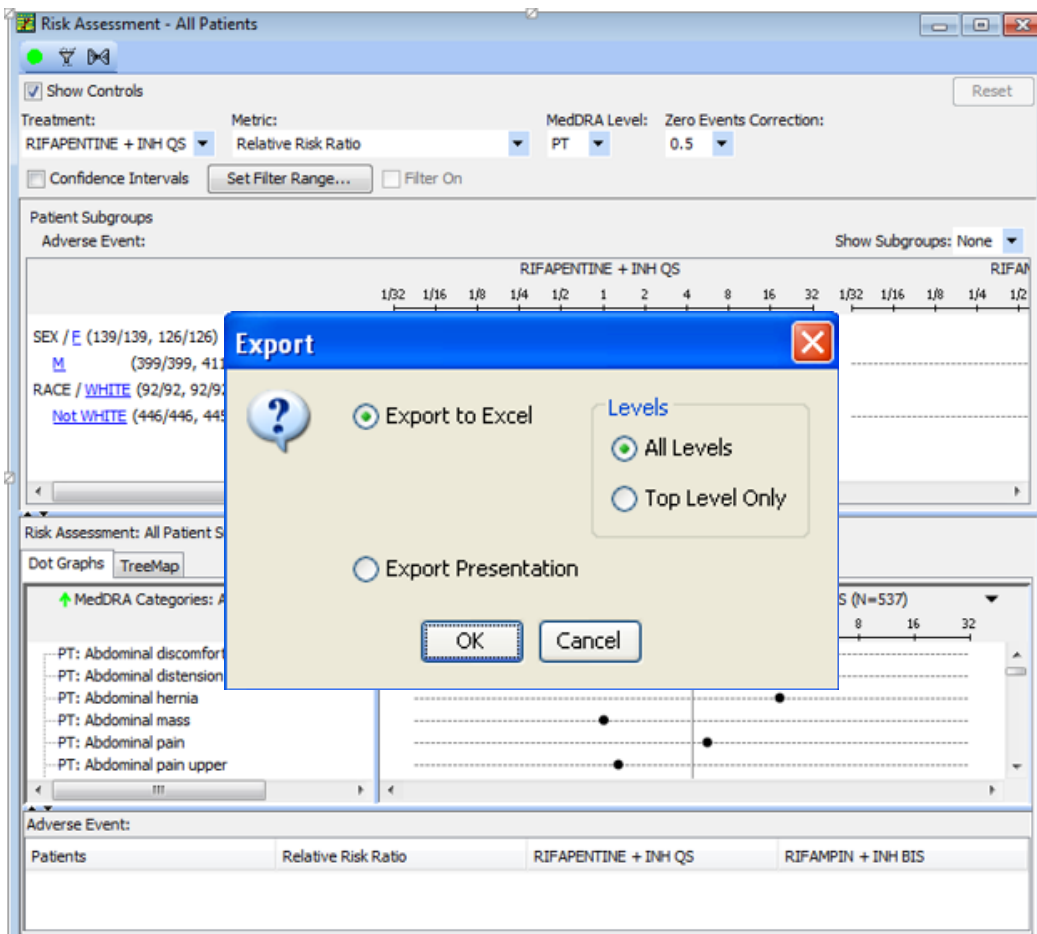 Risk Assessment - All Patients
Show Controls
Reset
Treatment: Metric: MedDRA Level: Zero Events Correction:
RIFAPENTINE + INH QS Relative Risk Ratio PT 0.5
Confidence Intervals Set Filter Range... Filter On
Patient Subgroups
Adverse Event: Show Subgroups: None
RIFAPENTINE + INH QS
1/32 1/16 1/8 1/4 1/2 1 2 4 8 16 32 1/32 1/16 1/8 1/4 1/2
SEX / F (139/139, 126/126)
M (399/399,
RACE / WHITE (92/92,
Not WHITE (446/446,
Export
Export to Excel
Levels
All Levels
Top Level Only
Export Presentation
OK Cancel
Risk Assessment: All Patient
Dot Graphs TreeMap
MedDRA Categories: (N=537)
8 16 32
PT: Abdominal discomfort
PT: Abdominal distension
PT: Abdominal hernia
PT: Abdominal mass
PT: Abdominal pain
PT: Abdominal pain upper
Adverse Event:
Patients Relative Risk Ratio RIFAPENTINE + INH QS RIFAMPIN + INH BIS